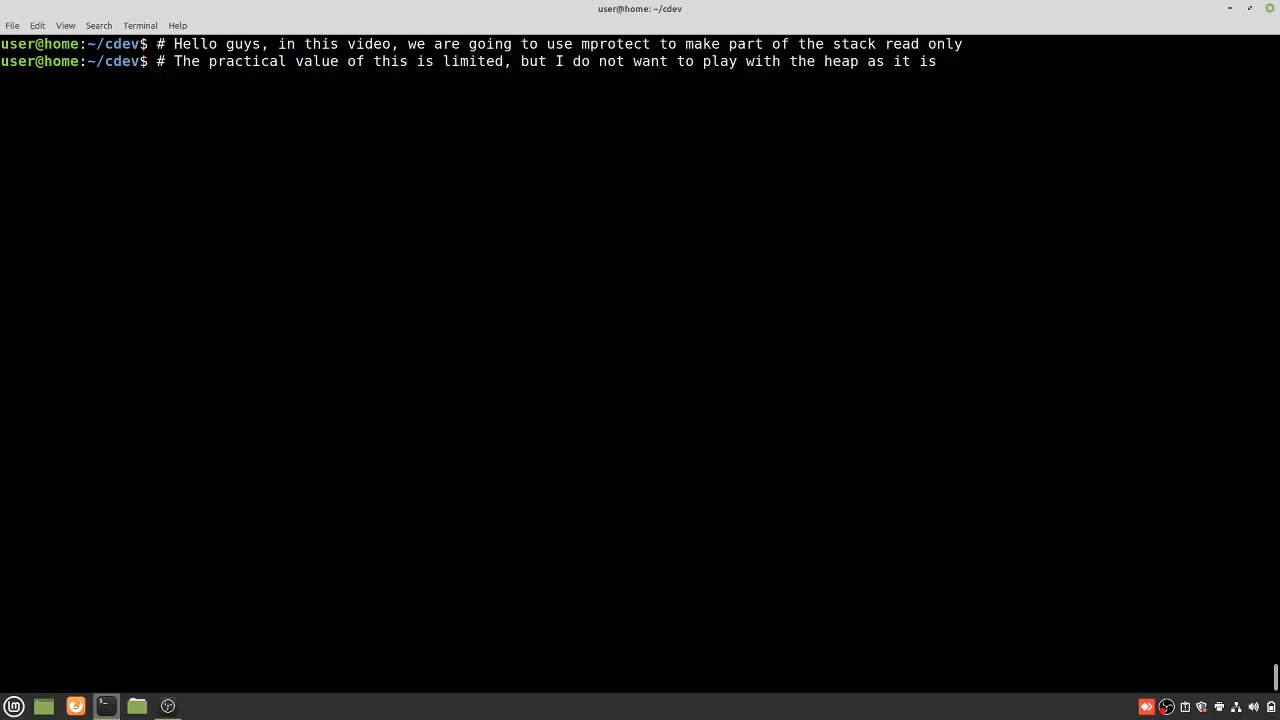 user@home: ~/cdev
File Edit View Search Terminal Help
user@home:~/cdev$ # Hello guys, in this video, we are going to use mprotect to make part of the stack read only
user@home:~/cdev$ # The practical value of this is limited, but I do not want to play with the heap as it is